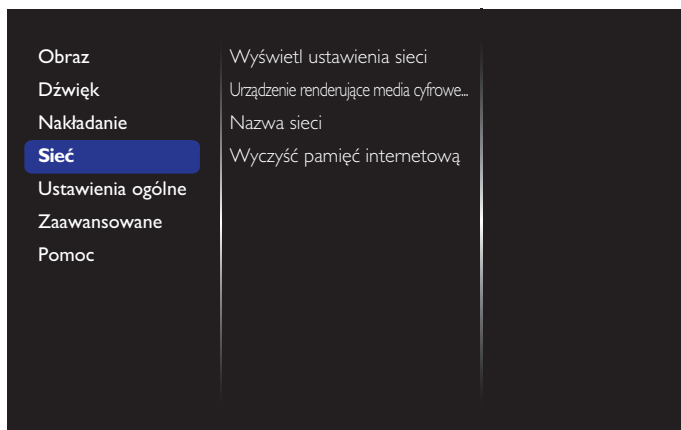 Obraz
Dźwięk
Nakładanie
Sieć
Ustawienia ogólne
Zaawansowane
Pomoc
Wyświetl ustawienia sieci
Urządzenie renderujące media cyfrowe...
Nazwa sieci
Wyczyść pamięć internetową